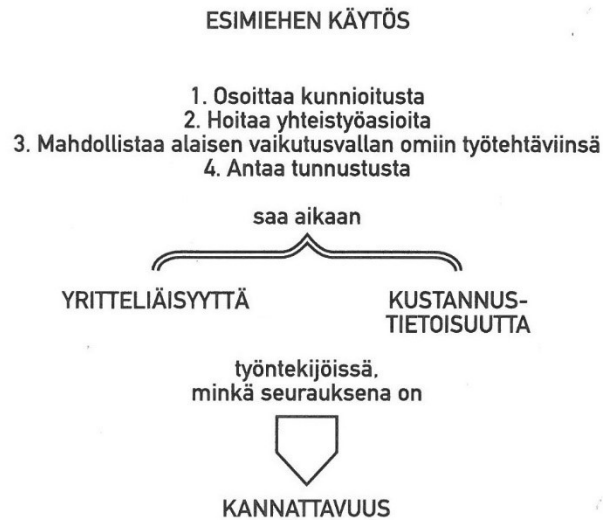 ESIMIEHEN KÄYTÖS
1. Osoittaa kunnioitusta
2. Hoitaa yhteistyöasioita
3. Mahdollistaa alaisen vaikutusvallan omiin työtehtäviinsä
4. Antaa tunnustusta
saa aikaan
YRITTELIÄISYYTTÄ
KUSTANNUS-
TIETOISUUTTA
työntekijöissä,
minkä seurauksena on
KANNATTAVUUS